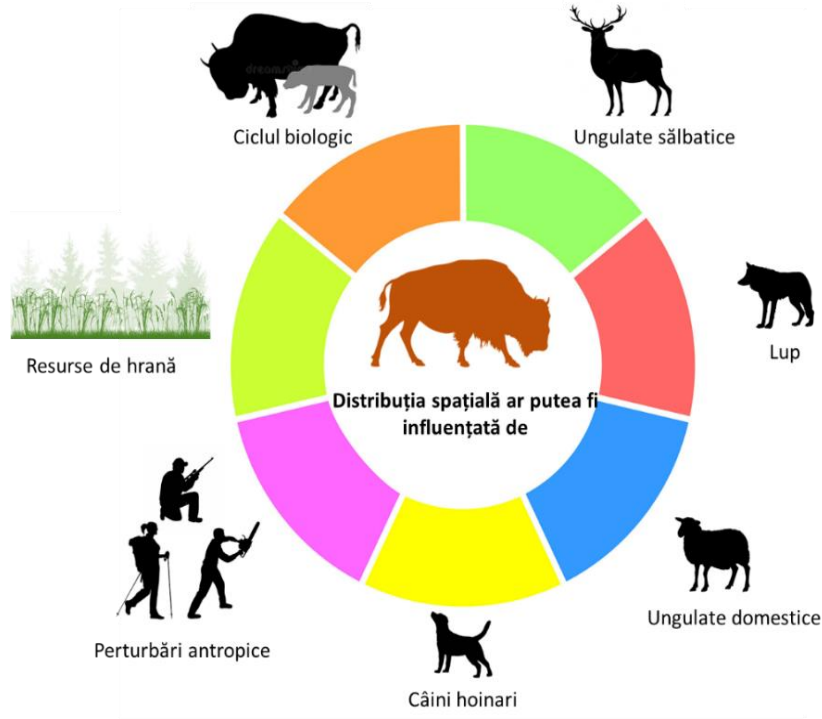 Ciclul biologic
Ungulate sălbatice
Resurse de hrană
Lup
Distribuția spațială ar putea fi
influențată de
Ungulate domestice
Perturbări antropice
Câini hoinari